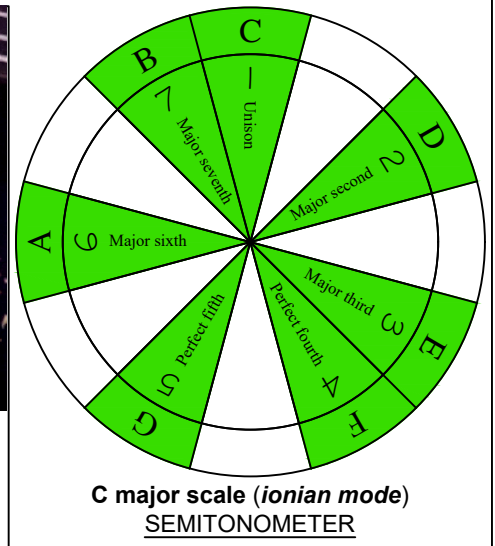 C
1
Unison
D
2
Major second
E
3
Major third
F
4
Perfect fourth
G
5
Perfect fifth
A
6
Major sixth
B
7
Major seventh
C major scale (ionian mode)
SEMITONOMETER